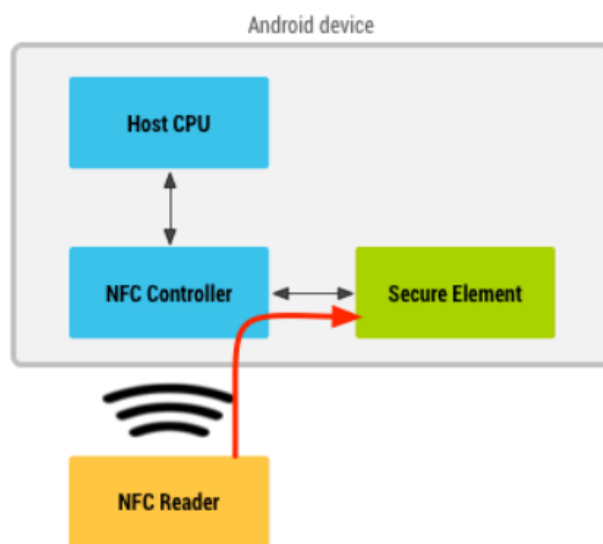 Android device
Host CPU
NFC Controller
Secure Element
NFC Reader